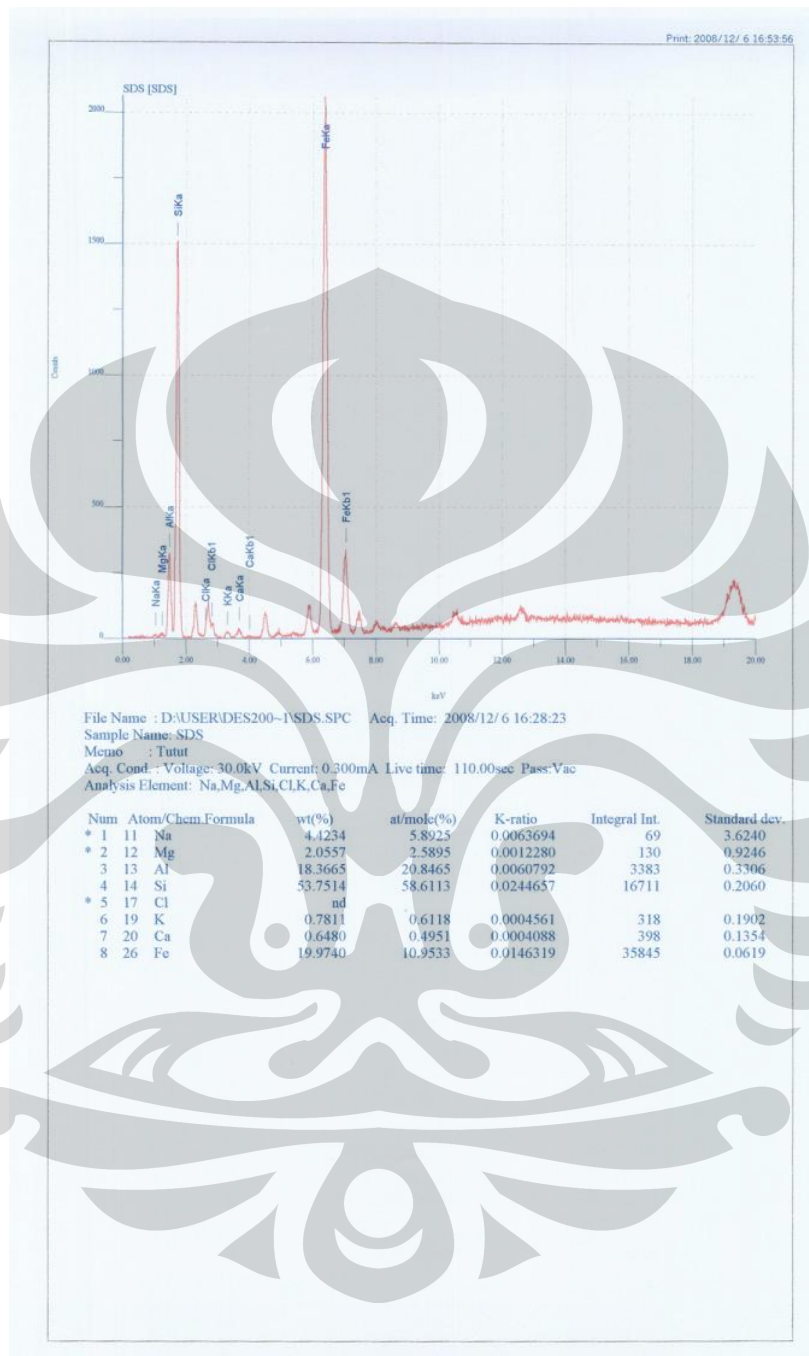 Print: 2008/12/ 6 16:53:56
SDS [SDS]
2000
1500
1000
500
0
Counts
NaKa
MgKa
AlKa
SiKa
ClKa
ClKb1
KKa
CaKa
CaKb1
FeKa
FeKb1
0.00 2.00 4.00 6.00 8.00 10.00 12.00 14.00 16.00 18.00 20.00
keV
File Name : D:\USER\DES200~1\SDS.SPC Acq. Time: 2008/12/ 6 16:28:23
Sample Name: SDS
Memo : Tutut
Acq. Cond. : Voltage: 30.0kV Current: 0.300mA Live time: 110.00sec Pass:Vac
Analysis Element: Na,Mg,Al,Si,Cl,K,Ca,Fe
Num Atom/Chem.Formula wt(%) at/mole(%) K-ratio Integral Int. Standard dev.
* 1 11 Na 4.4234 5.8925 0.0063694 69 3.6240
* 2 12 Mg 2.0557 2.5895 0.0012280 130 0.9246
3 13 Al 18.3665 20.8465 0.0060792 3383 0.3306
4 14 Si 53.7514 58.6113 0.0244657 16711 0.2060
* 5 17 Cl nd
6 19 K 0.7811 0.6118 0.0004561 318 0.1902
7 20 Ca 0.6480 0.4951 0.0004088 398 0.1354
8 26 Fe 19.9740 10.9533 0.0146319 35845 0.0619